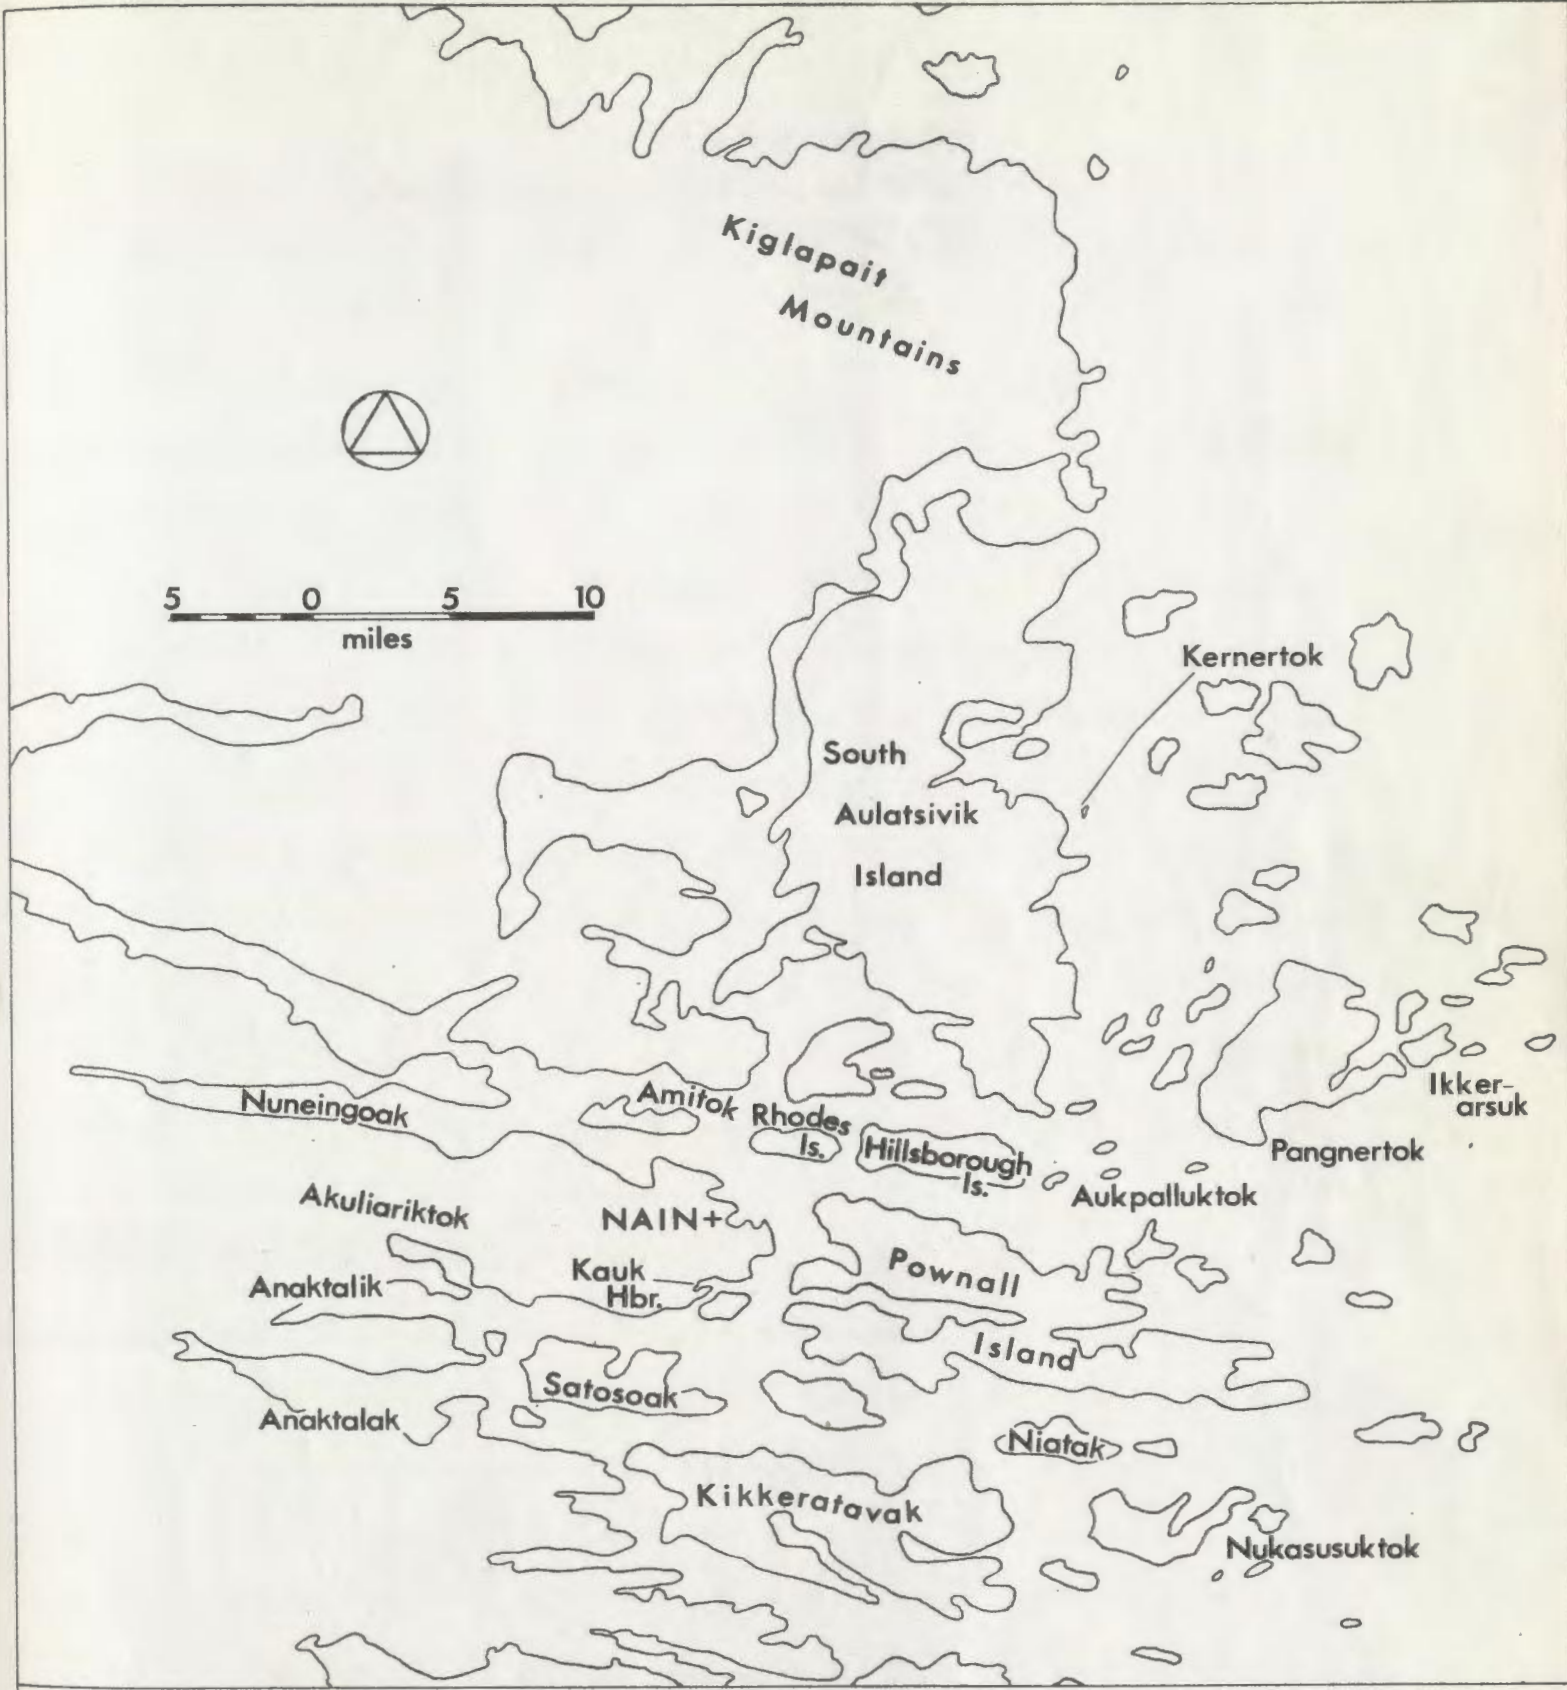 Kiglapait
Mountains
5 0 5 10
miles
Kernertok
South
Aulatsivik
Island
Nuneingoak
Amitok
Rhodes
Is.
Hillsborough
Is.
Ikker-
arsuk
Pangnertok
Aukpalluktok
Akuliariktok
NAIN+
Pownall
Island
Anaktalik
Kauk
Hbr.
Satosoak
Anaktalak
Niatak
Kikkeratavak
Nukasusuktok